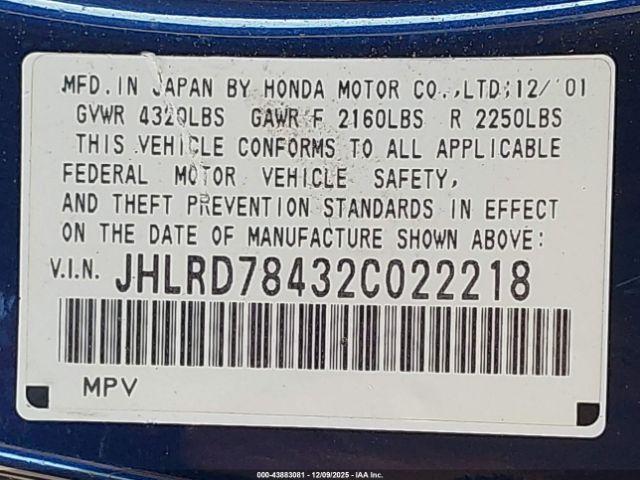 MFD. IN JAPAN BY HONDA MOTOR CO., LTD; 12/'01
GVWR 4320LBS GAWR F 2160LBS R 2250LBS
THIS VEHICLE CONFORMS TO ALL APPLICABLE
FEDERAL MOTOR VEHICLE SAFETY,
AND THEFT PREVENTION STANDARDS IN EFFECT
ON THE DATE OF MANUFACTURE SHOWN ABOVE:
V.I.N. JHLRD78432C022218
MPV
000-43883081 - 12/09/2025 - IAA Inc.